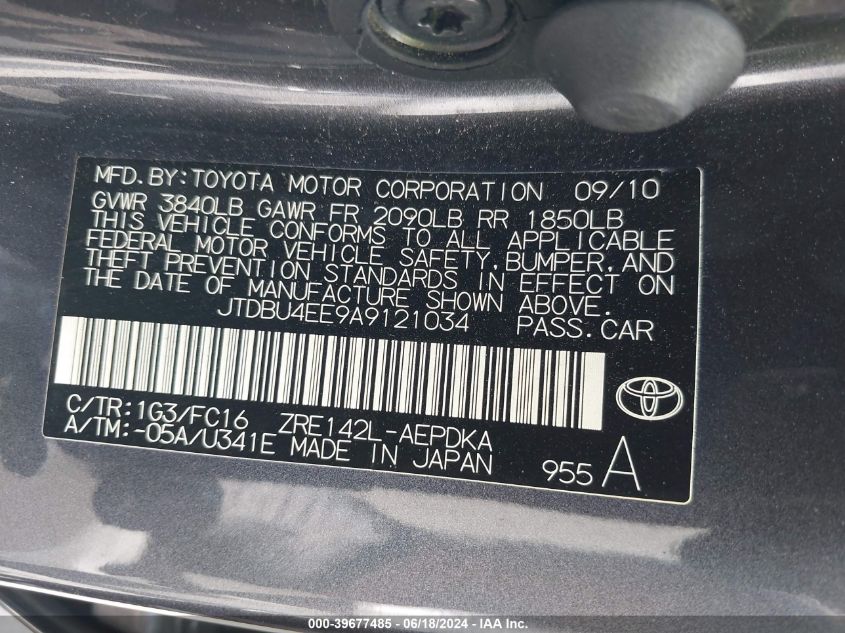 MFD.BY:TOYOTA MOTOR CORPORATION 09/10
GVWR 3840LB GAWR FR 2090LB RR 1850LB
THIS VEHICLE CONFORMS TO ALL APPLICABLE
FEDERAL MOTOR VEHICLE SAFETY,BUMPER,AND
THEFT PREVENTION STANDARDS IN EFFECT ON
THE DATE OF MANUFACTURE SHOWN ABOVE.
JTDBU4EE9A9121034 PASS.CAR
C/TR:1G3/FC16 ZRE142L-AEPDKA
A/TM:-05A/U341E MADE IN JAPAN 955 A
000-39677485 - 06/18/2024 - IAA Inc.